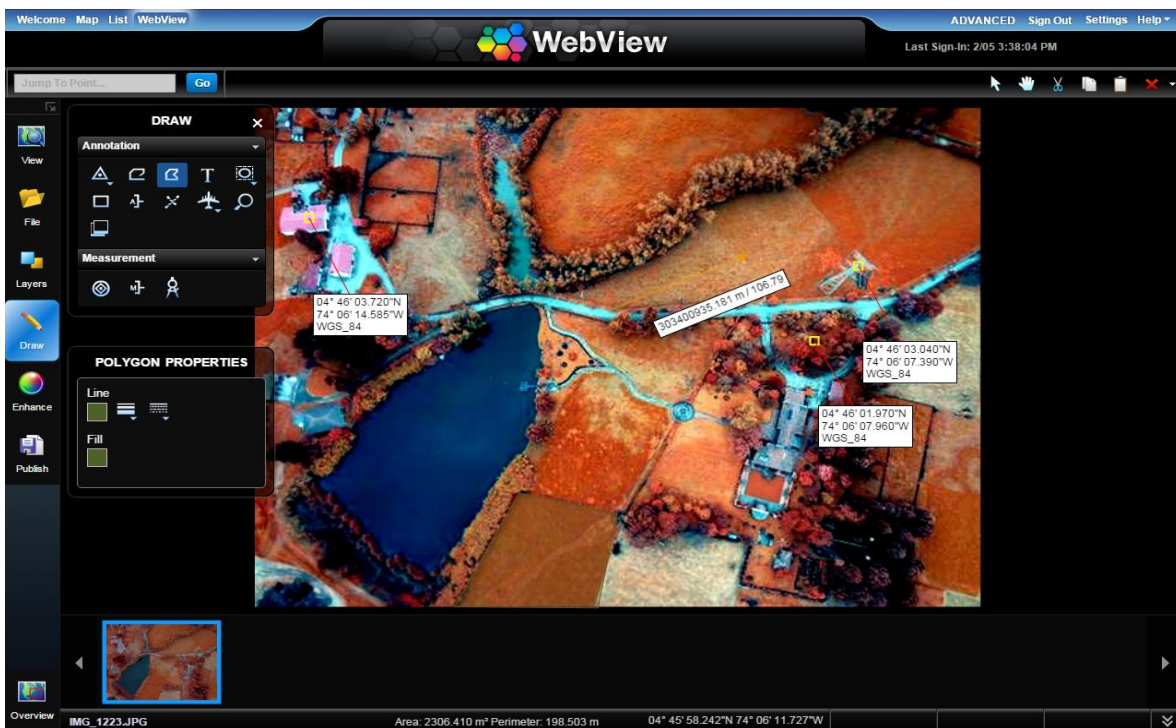 Welcome Map List WebView
ADVANCED Sign Out Settings Help
WebView
Last Sign-In: 2/05 3:38:04 PM
Jump To Point...
Go
View
File
Layers
Draw
Enhance
Publish
Overview
DRAW
Annotation
T
Measurement
M
POLYGON PROPERTIES
Line
Fill
04° 46' 03.720"N
74° 06' 14.585"W
WGS_84
303400935.181 m / 106.79
04° 46' 03.040"N
74° 06' 07.390"W
WGS_84
04° 46' 01.970"N
74° 06' 07.960"W
WGS_84
IMG_1223.JPG
Area: 2306.410 m² Perimeter: 198.503 m
04° 45' 58.242"N 74° 06' 11.727"W